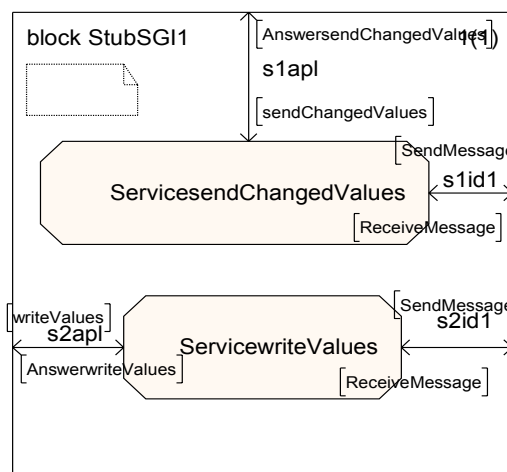 block StubSGI1
1(1)
[AnswersendChangedValues]
s1apl
[sendChangedValues]
[SendMessage
ServicesendChangedValues
s1id1
[ReceiveMessage]
[writeValues]
[SendMessage
s2apl
s2id1
ServicewriteValues
[AnswerwriteValues]
[ReceiveMessage]